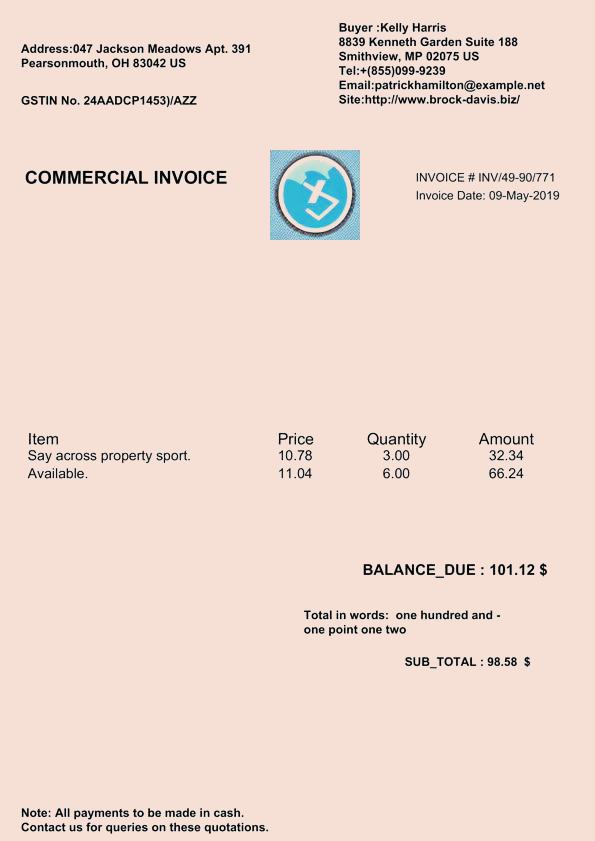 Address:047 Jackson Meadows Apt. 391
Pearsonmouth, OH 83042 US
GSTIN No. 24AADCP1453)/AZZ
Buyer :Kelly Harris
8839 Kenneth Garden Suite 188
Smithview, MP 02075 US
Tel:+(855)099-9239
Email:patrickhamilton@example.net
Site:http://www.brock-davis.biz/
COMMERCIAL INVOICE
INVOICE # INV/49-90/771
Invoice Date: 09-May-2019
Item Price Quantity Amount
Say across property sport. 10.78 3.00 32.34
Available. 11.04 6.00 66.24
BALANCE_DUE : 101.12 $
Total in words:  one hundred and -
one point one two
SUB_TOTAL : 98.58  $
Note: All payments to be made in cash.
Contact us for queries on these quotations.